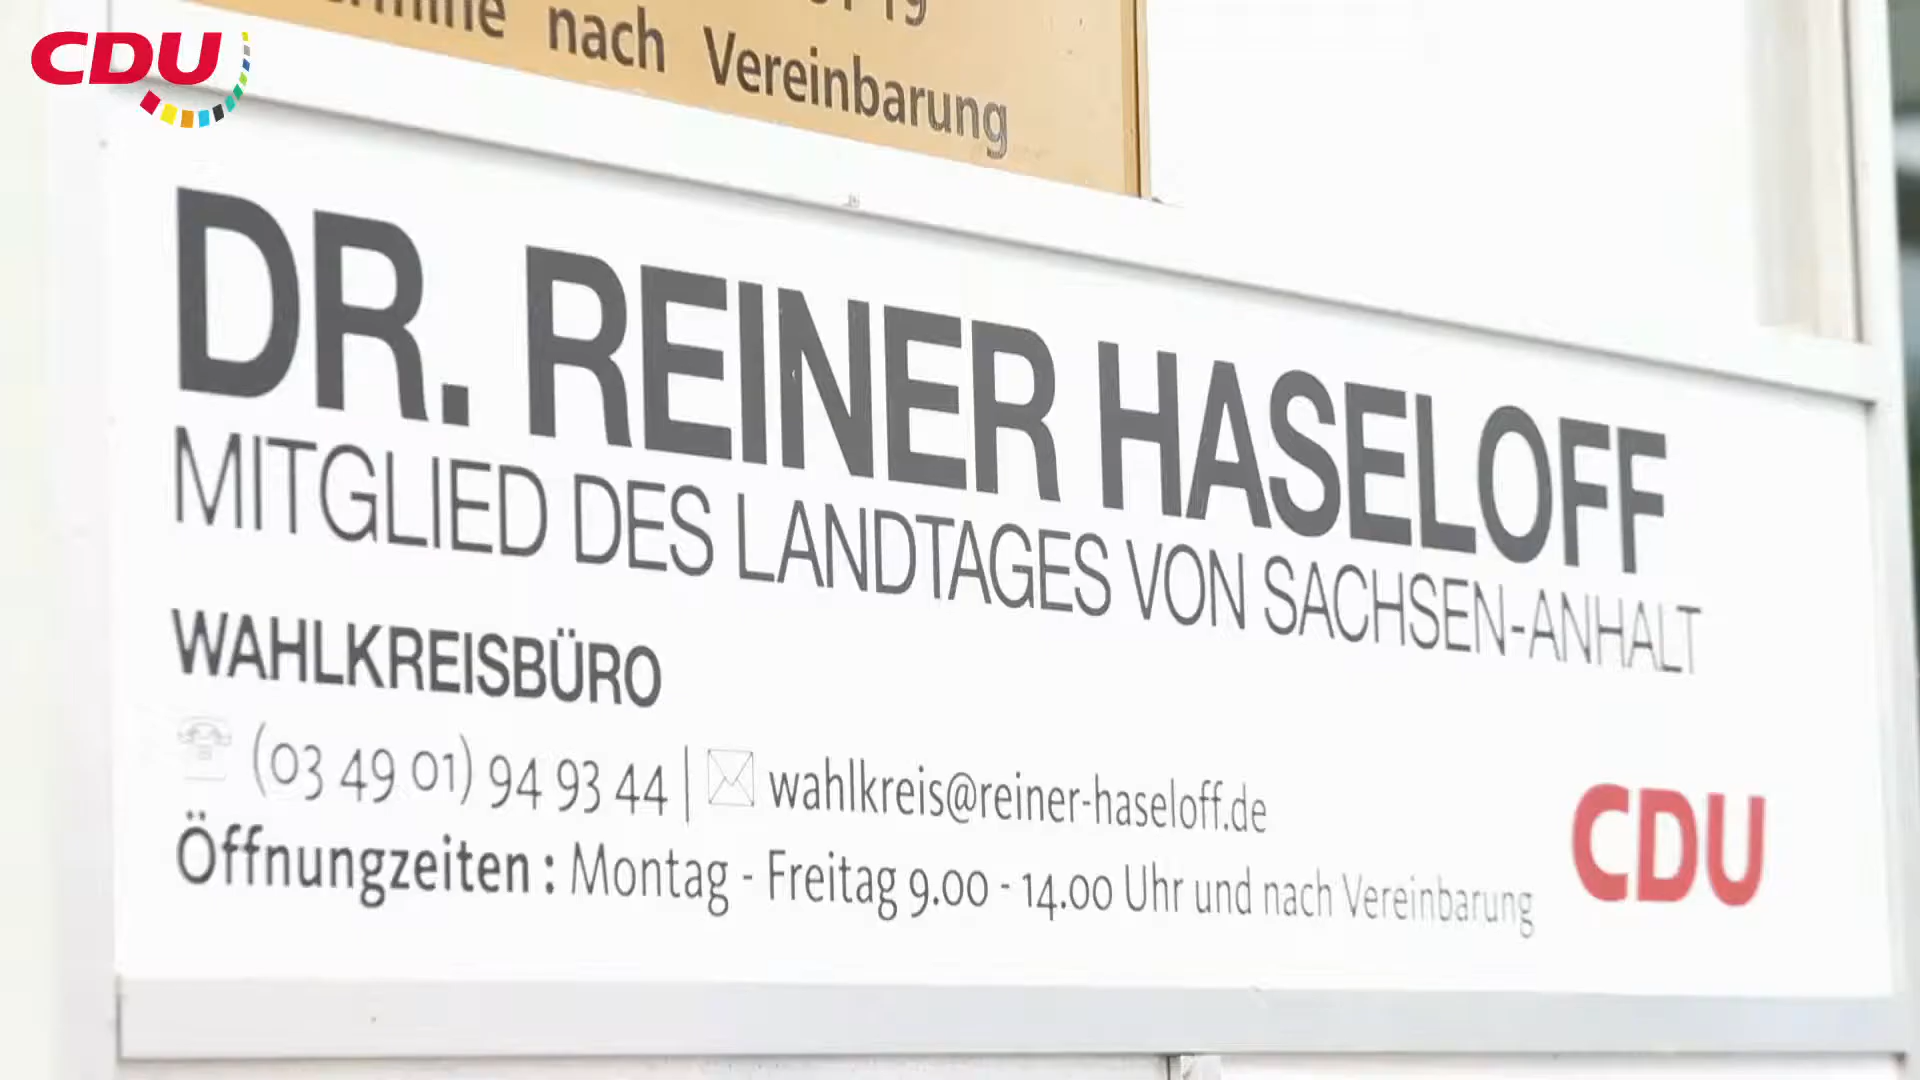 CDU
nach Vereinbarung
DR. REINER HASELOFF
MITGLIED DES LANDTAGES VON SACHSEN-ANHALT
WAHLKREISBÜRO
(03 49 01) 94 93 44 | wahlkreis@reiner-haseloff.de
Öffnungzeiten : Montag - Freitag 9.00 - 14.00 Uhr und nach Vereinbarung
CDU